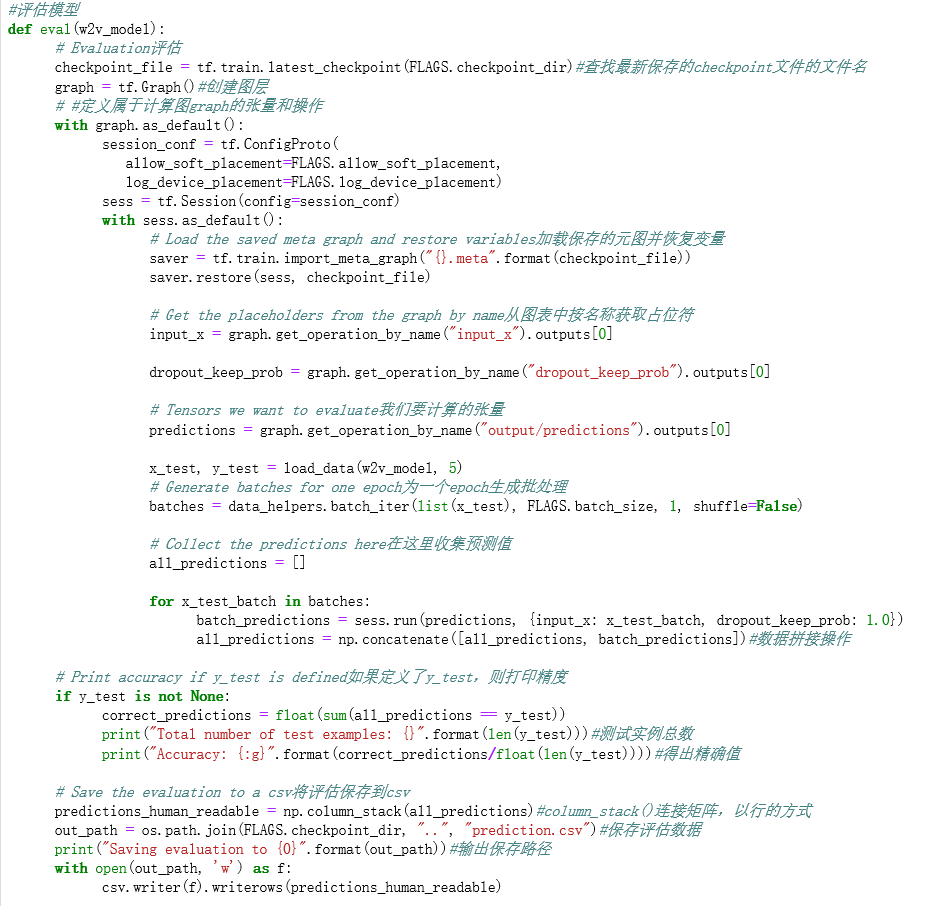 #评估模型
def eval(w2v_model):
# Evaluation评估
checkpoint_file = tf.train.latest_checkpoint(FLAGS.checkpoint_dir)#查找最新保存的checkpoint文件的文件名
graph = tf.Graph()#创建图层
# #定义属于计算图graph的张量和操作
with graph.as_default():
session_conf = tf.ConfigProto(
allow_soft_placement=FLAGS.allow_soft_placement,
log_device_placement=FLAGS.log_device_placement)
sess = tf.Session(config=session_conf)
with sess.as_default():
# Load the saved meta graph and restore variables加载保存的元图并恢复变量
saver = tf.train.import_meta_graph("{}.meta".format(checkpoint_file))
saver.restore(sess, checkpoint_file)
# Get the placeholders from the graph by name从图表中按名称获取占位符
input_x = graph.get_operation_by_name("input_x").outputs[0]
dropout_keep_prob = graph.get_operation_by_name("dropout_keep_prob").outputs[0]
# Tensors we want to evaluate我们要计算的张量
predictions = graph.get_operation_by_name("output/predictions").outputs[0]
x_test, y_test = load_data(w2v_model, 5)
# Generate batches for one epoch为一个epoch生成批处理
batches = data_helpers.batch_iter(list(x_test), FLAGS.batch_size, 1, shuffle=False)
# Collect the predictions here在这里收集预测值
all_predictions = []
for x_test_batch in batches:
batch_predictions = sess.run(predictions, {input_x: x_test_batch, dropout_keep_prob: 1.0})
all_predictions = np.concatenate([all_predictions, batch_predictions])#数据拼接操作
# Print accuracy if y_test is defined如果定义了y_test，则打印精度
if y_test is not None:
correct_predictions = float(sum(all_predictions == y_test))
print("Total number of test examples: {}".format(len(y_test)))#测试实例总数
print("Accuracy: {:g}".format(correct_predictions/float(len(y_test))))#得出精确值
# Save the evaluation to a csv将评估保存到csv
predictions_human_readable = np.column_stack(all_predictions)#column_stack()连接矩阵，以行的方式
out_path = os.path.join(FLAGS.checkpoint_dir, "..", "prediction.csv")#保存评估数据
print("Saving evaluation to {0}".format(out_path))#输出保存路径
with open(out_path, 'w') as f:
csv.writer(f).writerows(predictions_human_readable)